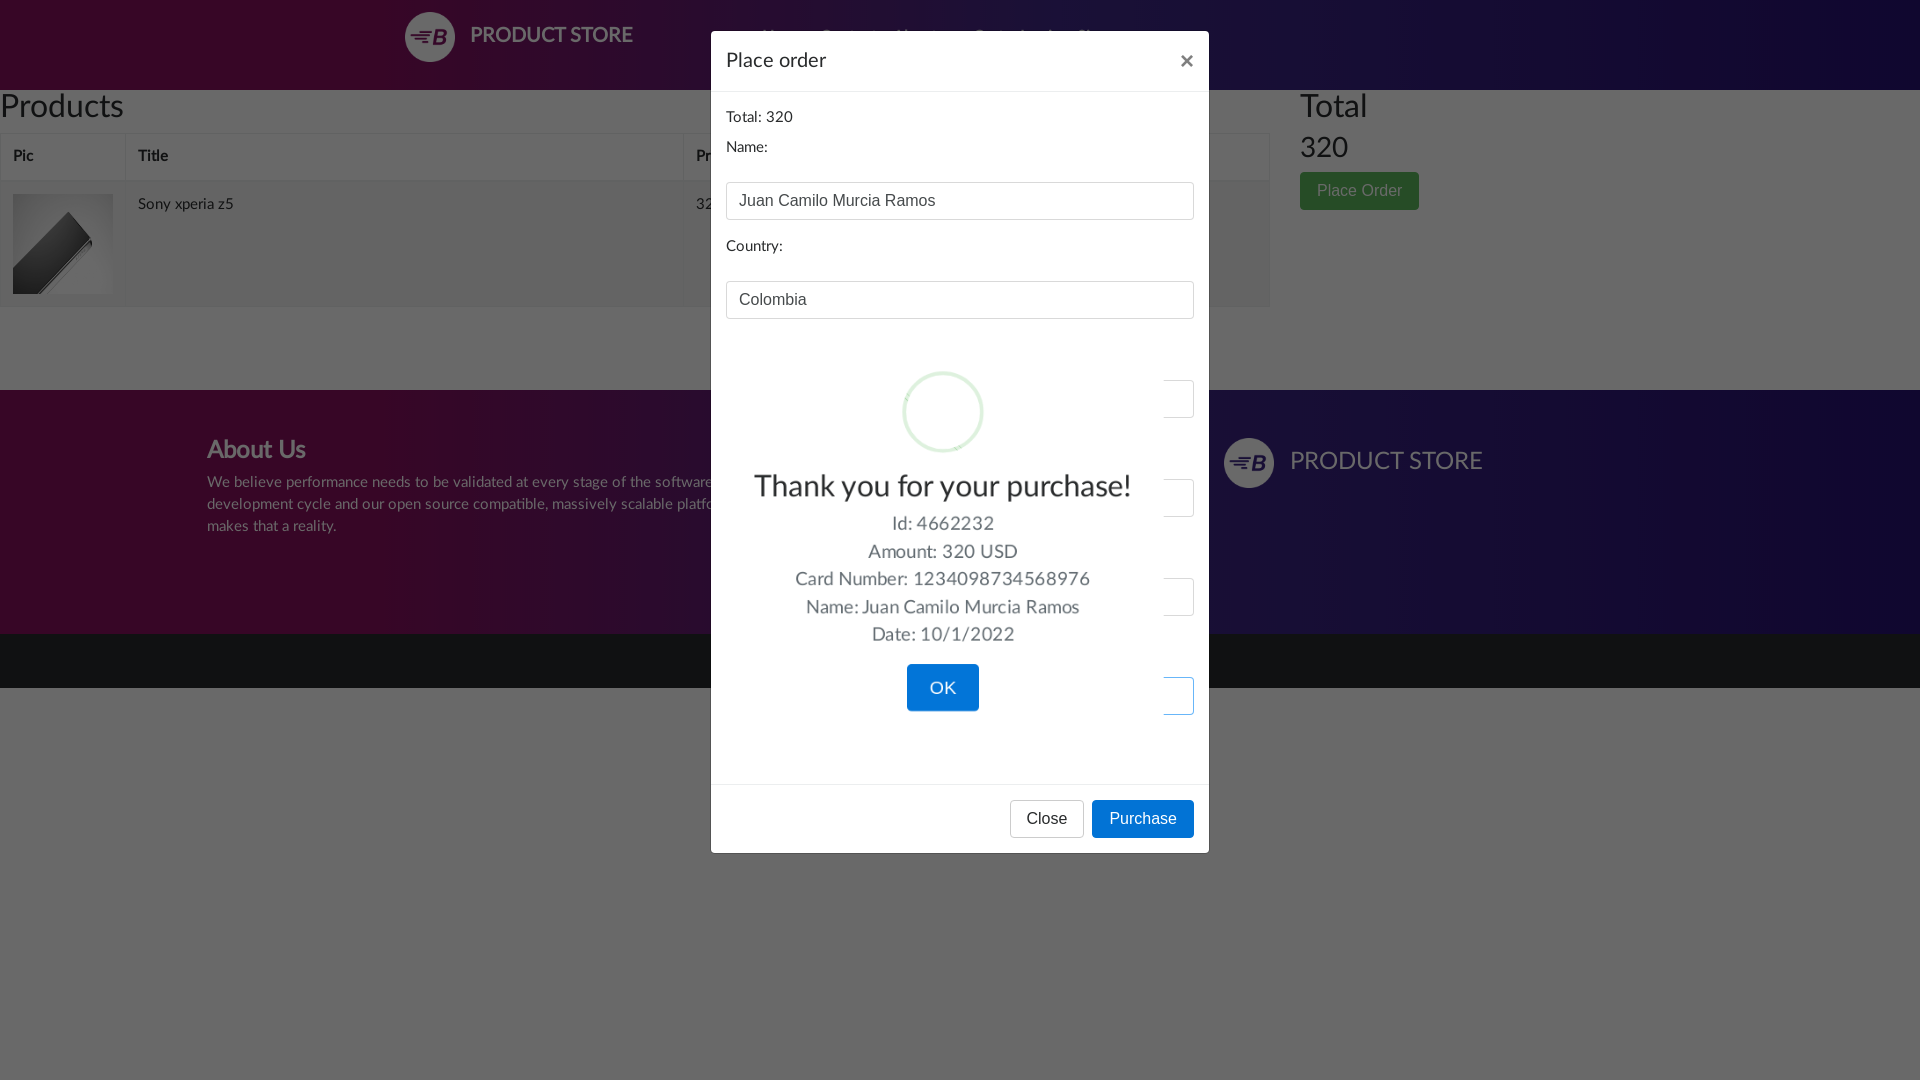 PRODUCT STORE
Place order
×
Total: 320
Name:
Juan Camilo Murcia Ramos
Country:
Colombia
Thank you for your purchase!
Id: 4662232
Amount: 320 USD
Card Number: 1234098734568976
Name: Juan Camilo Murcia Ramos
Date: 10/1/2022
OK
Close
Purchase
Products
Pic
Title
Pr
Sony xperia z5
32
Total
320
Place Order
About Us
We believe performance needs to be validated at every stage of the software
development cycle and our open source compatible, massively scalable platfo
makes that a reality.
PRODUCT STORE